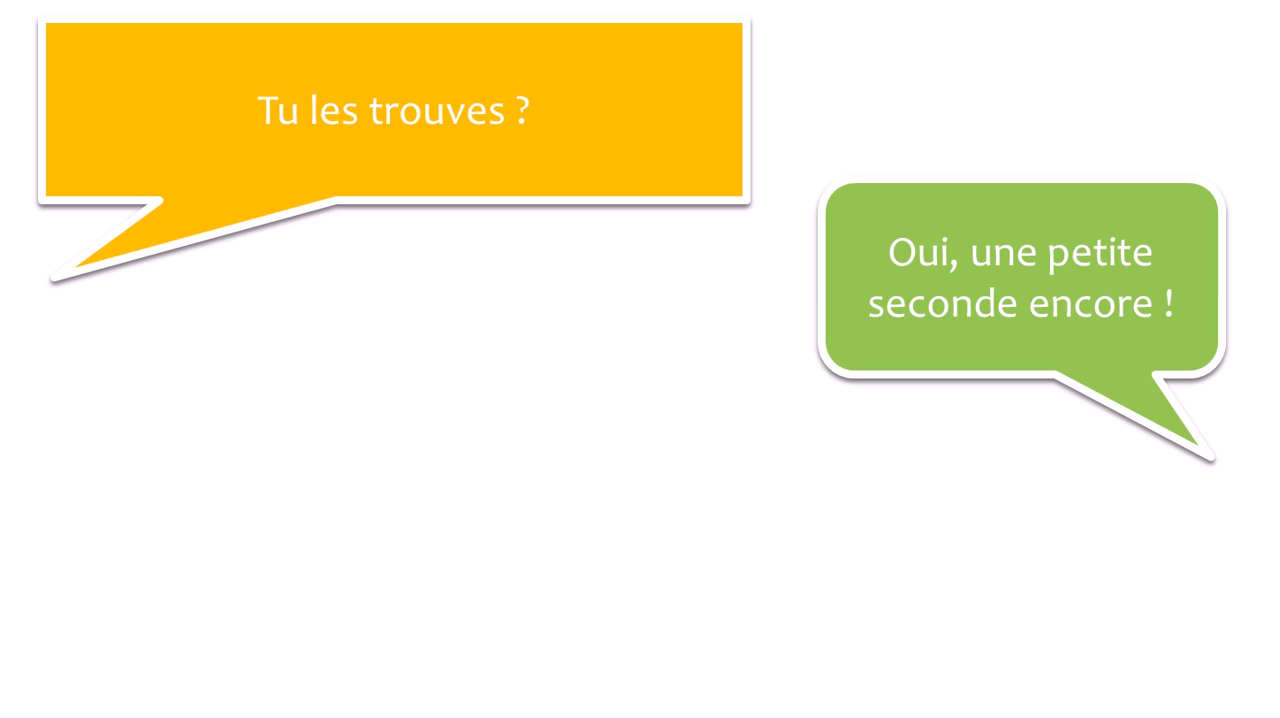 Tu les trouves ?
Oui, une petite
seconde encore !